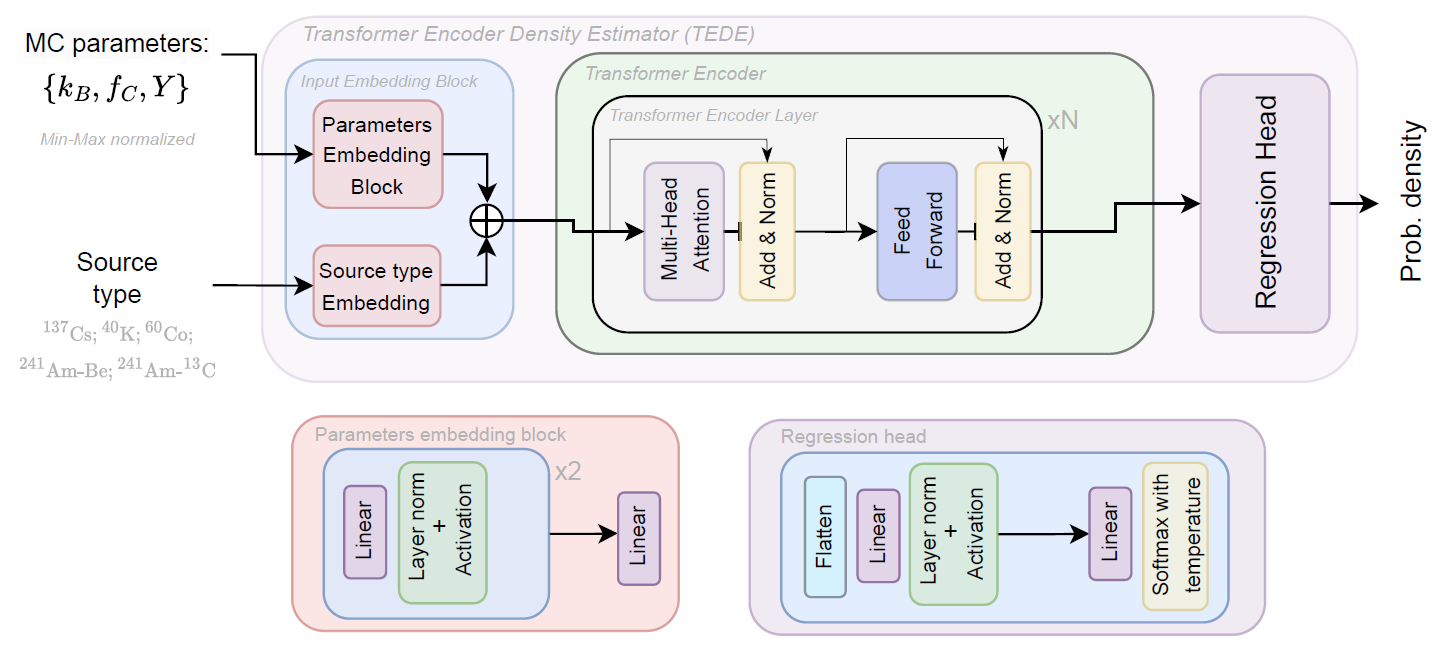 Transformer Encoder Density Estimator (TEDE)
MC parameters:
{k_B, f_C, Y}
Min-Max normalized
Source
type
¹³⁷Cs; ⁴⁰K; ⁶⁰Co;
²⁴¹Am-Be; ²⁴¹Am-¹³C
Input Embedding Block
Parameters
Embedding
Block
Source type
Embedding
Transformer Encoder
Transformer Encoder Layer
xN
Multi-Head
Attention
Add & Norm
Feed
Forward
Add & Norm
Regression Head
Prob. density
Parameters embedding block
x2
Linear
Layer norm
+
Activation
Linear
Regression head
Flatten
Linear
Layer norm
+
Activation
Linear
Softmax with
temperature